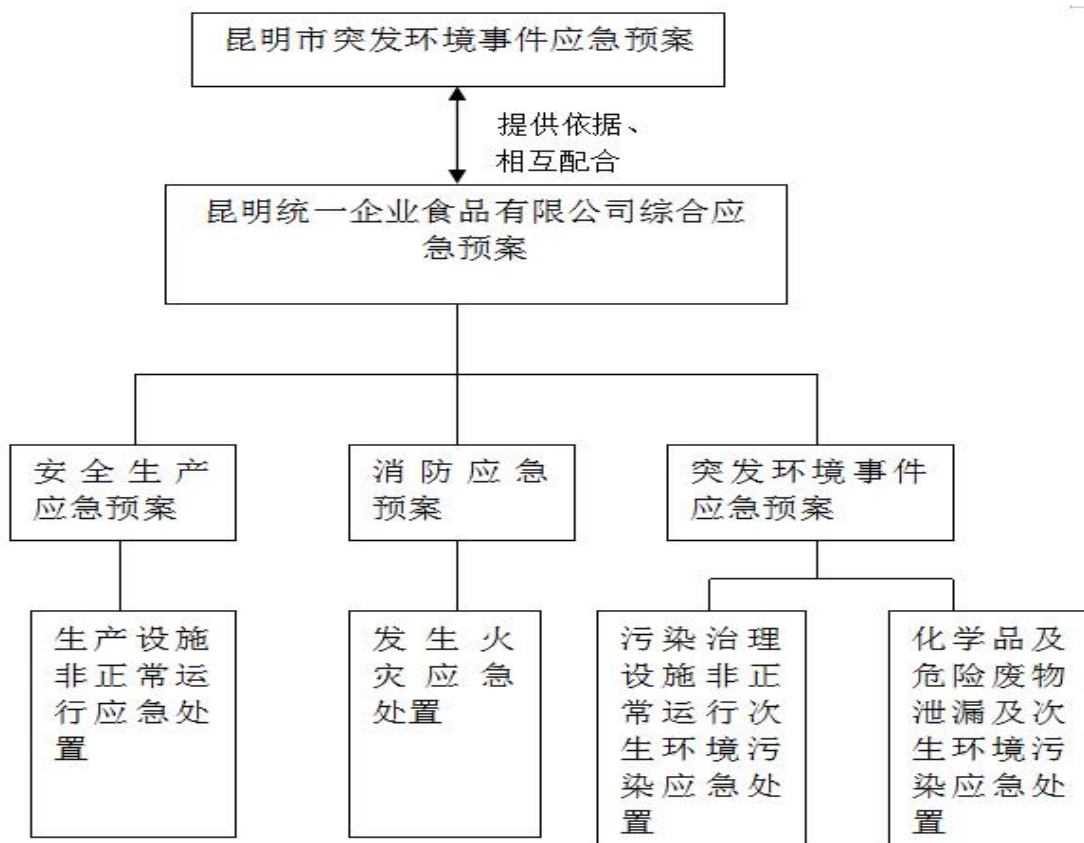 昆明市突发环境事件应急预案
提供依据、
相互配合
昆明统一企业食品有限公司综合应
急预案
安全生产
应急预案
消防应急
预案
突发环境事件
应急预案
生产设施
非正常运
行应急处
置
发生火
灾应急
处置
污染治理
设施非正
常运行次
生环境污
染应急处
置
化学品及
危险废物
泄漏及次
生环境污
染应急处
置